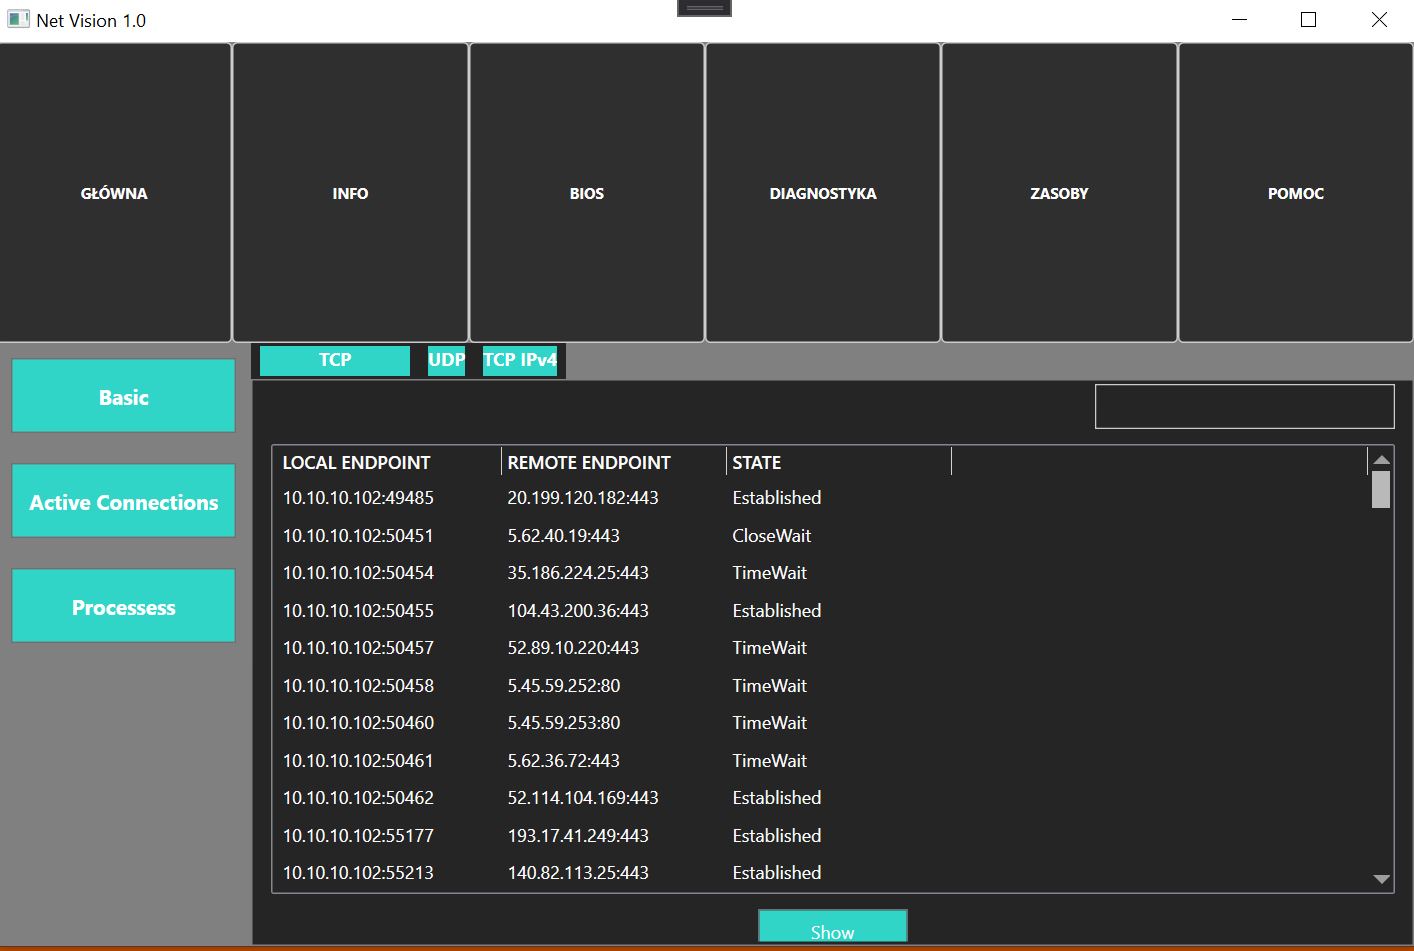 Net Vision 1.0
GŁÓWNA INFO BIOS DIAGNOSTYKA ZASOBY POMOC
TCP UDP TCP IPv4
Basic
Active Connections
Processess
LOCAL ENDPOINT REMOTE ENDPOINT STATE
10.10.10.102:49485 20.199.120.182:443 Established
10.10.10.102:50451 5.62.40.19:443 CloseWait
10.10.10.102:50454 35.186.224.25:443 TimeWait
10.10.10.102:50455 104.43.200.36:443 Established
10.10.10.102:50457 52.89.10.220:443 TimeWait
10.10.10.102:50458 5.45.59.252:80 TimeWait
10.10.10.102:50460 5.45.59.253:80 TimeWait
10.10.10.102:50461 5.62.36.72:443 TimeWait
10.10.10.102:50462 52.114.104.169:443 Established
10.10.10.102:55177 193.17.41.249:443 Established
10.10.10.102:55213 140.82.113.25:443 Established
Show